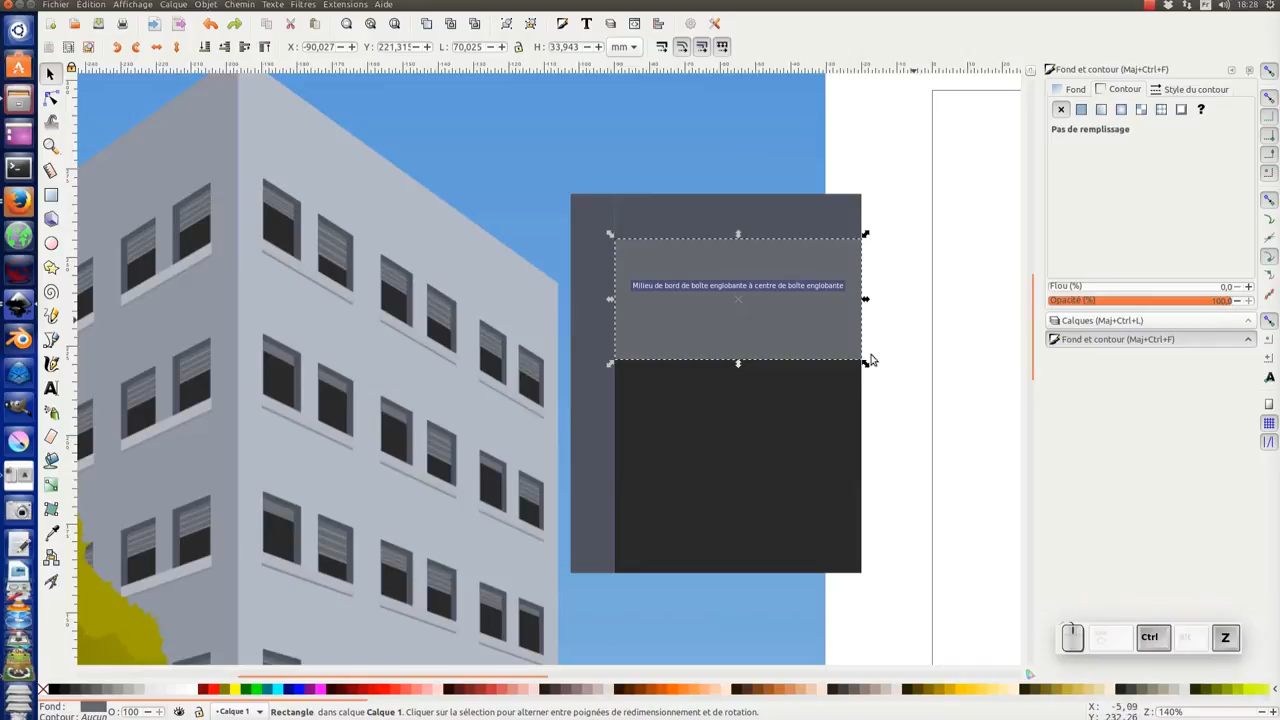 Fichier Édition Affichage Calque Objet Chemin Texte Filtres Extensions Aide
Fr 18:28
X: -90,027 Y: 221,315 L: 70,025 H: 33,943 mm
Fond et contour (Maj+Ctrl+F)
Fond Contour Style du contour
?
Pas de remplissage
Milieu de bord de boîte englobante à centre de boîte englobante
Flou (%) 0,0
Opacité (%) 100,0
Calques (Maj+Ctrl+L)
Fond et contour (Maj+Ctrl+F)
Ctrl Z
Fond :
Contour : Aucun
O: 100
Calque 1
Rectangle dans calque Calque 1. Cliquer sur la sélection pour alterner entre poignées de redimensionnement et de rotation.
X: -5,09
Y: 232,26
Z: 140%